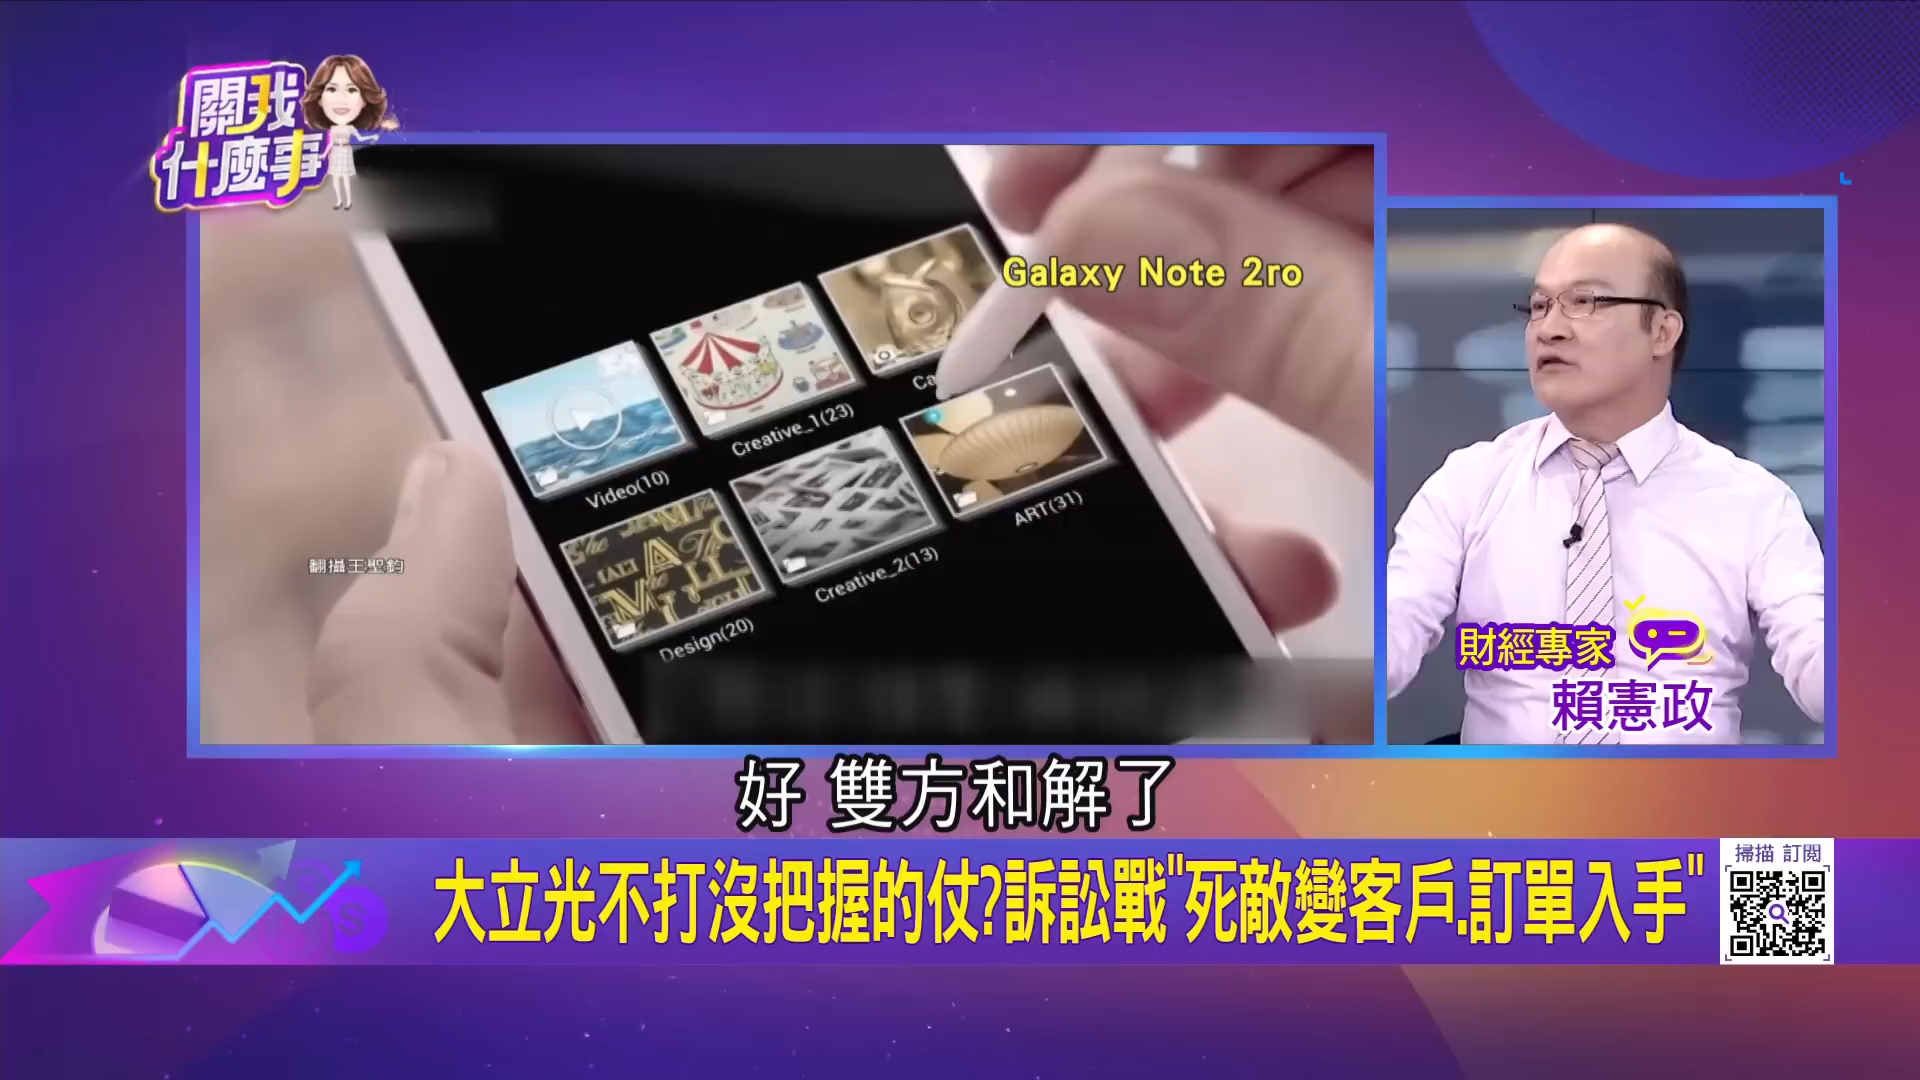 關我
什麼事
Galaxy Note 2ro
Video(10)
Creative_1(23)
Ca
Design(20)
Creative_2(13)
ART(31)
翻攝王聖鈞
財經專家
賴憲政
好 雙方和解了
大立光不打沒把握的仗?訴訟戰"死敵變客戶.訂單入手"
掃描 訂閱